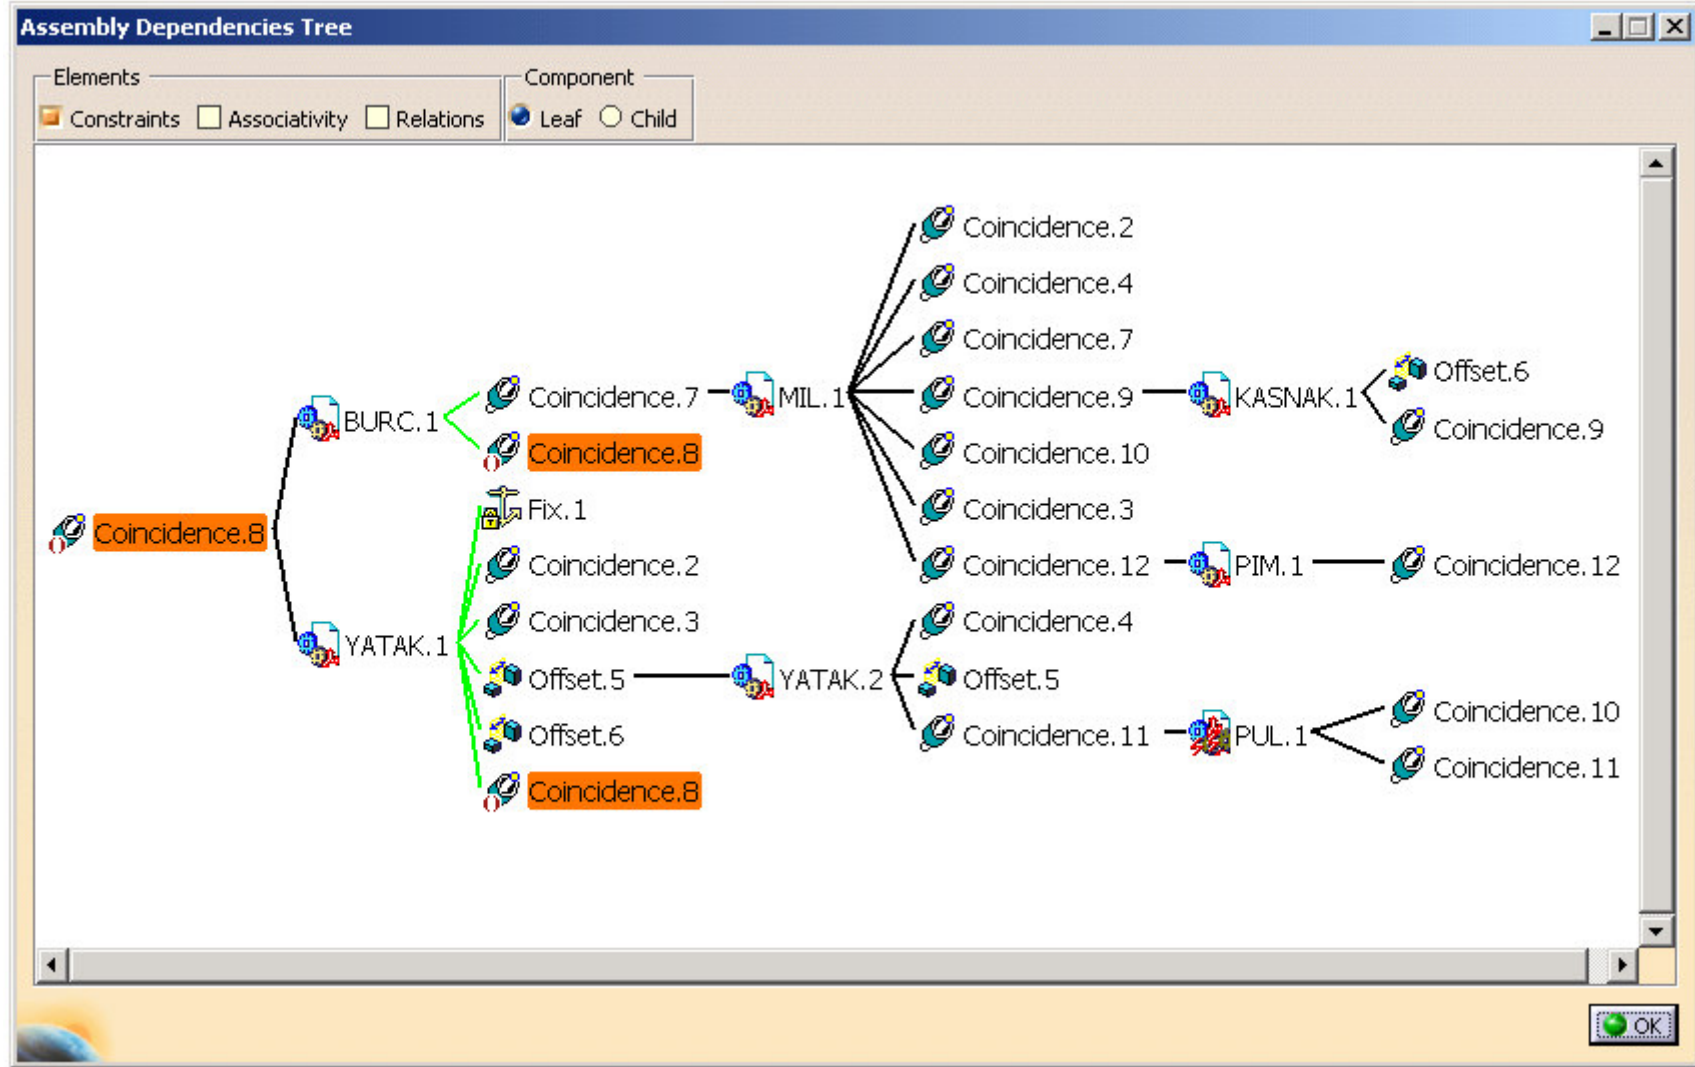 Assembly Dependencies Tree
Elements
Component
Constraints Associativity Relations Leaf Child
Coincidence.2
Coincidence.4
Coincidence.7
Offset.6
Coincidence.7 MIL.1 Coincidence.9 KASNAK.1
BURC.1
Coincidence.9
Coincidence.8 Coincidence.10
Fix.1 Coincidence.3
Coincidence.8
Coincidence.2 Coincidence.12 PIM.1 Coincidence.12
Coincidence.3 Coincidence.4
YATAK.1
Offset.5 YATAK.2 Offset.5
Coincidence.10
Offset.6 Coincidence.11 PUL.1
Coincidence.11
Coincidence.8
OK